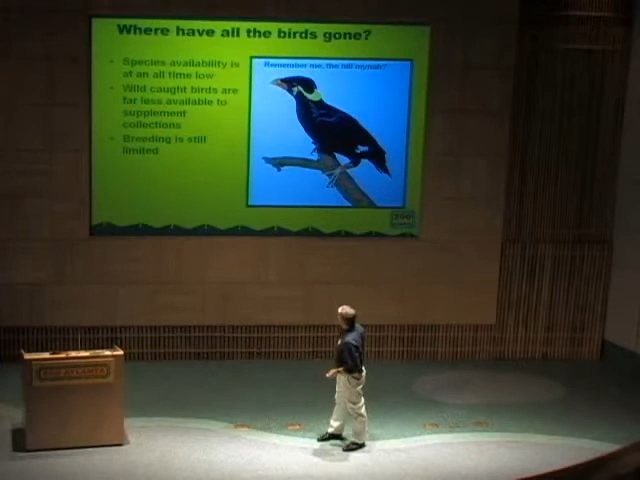 Where have all the birds gone?
• Species availability is
at an all time low
• Wild caught birds are
far less available to
supplement
collections
• Breeding is still
limited
Remember me, the hill mynah?
ZOO
ZOO ATLANTA